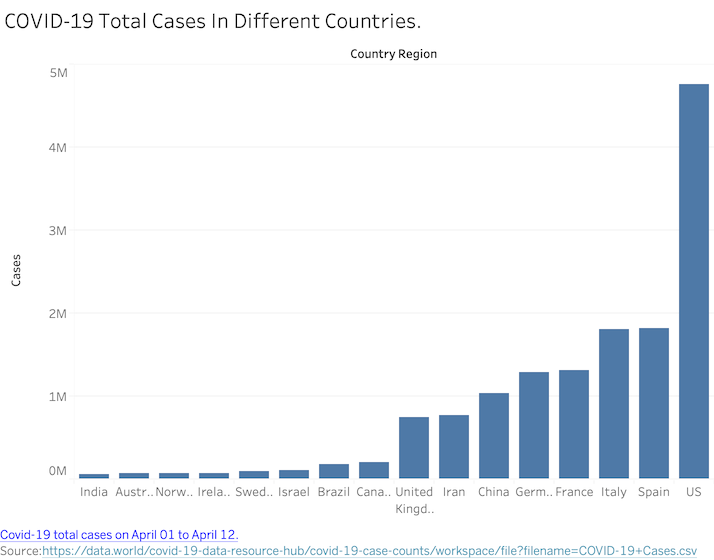 COVID-19 Total Cases In Different Countries.
Country Region
5M
4M
3M
2M
1M
0M
Cases
India Austr.. Norw.. Irela.. Swed.. Israel Brazil Cana.. United Kingd.. Iran China Germ.. France Italy Spain US
Covid-19 total cases on April 01 to April 12.
Source:https://data.world/covid-19-data-resource-hub/covid-19-case-counts/workspace/file?filename=COVID-19+Cases.csv